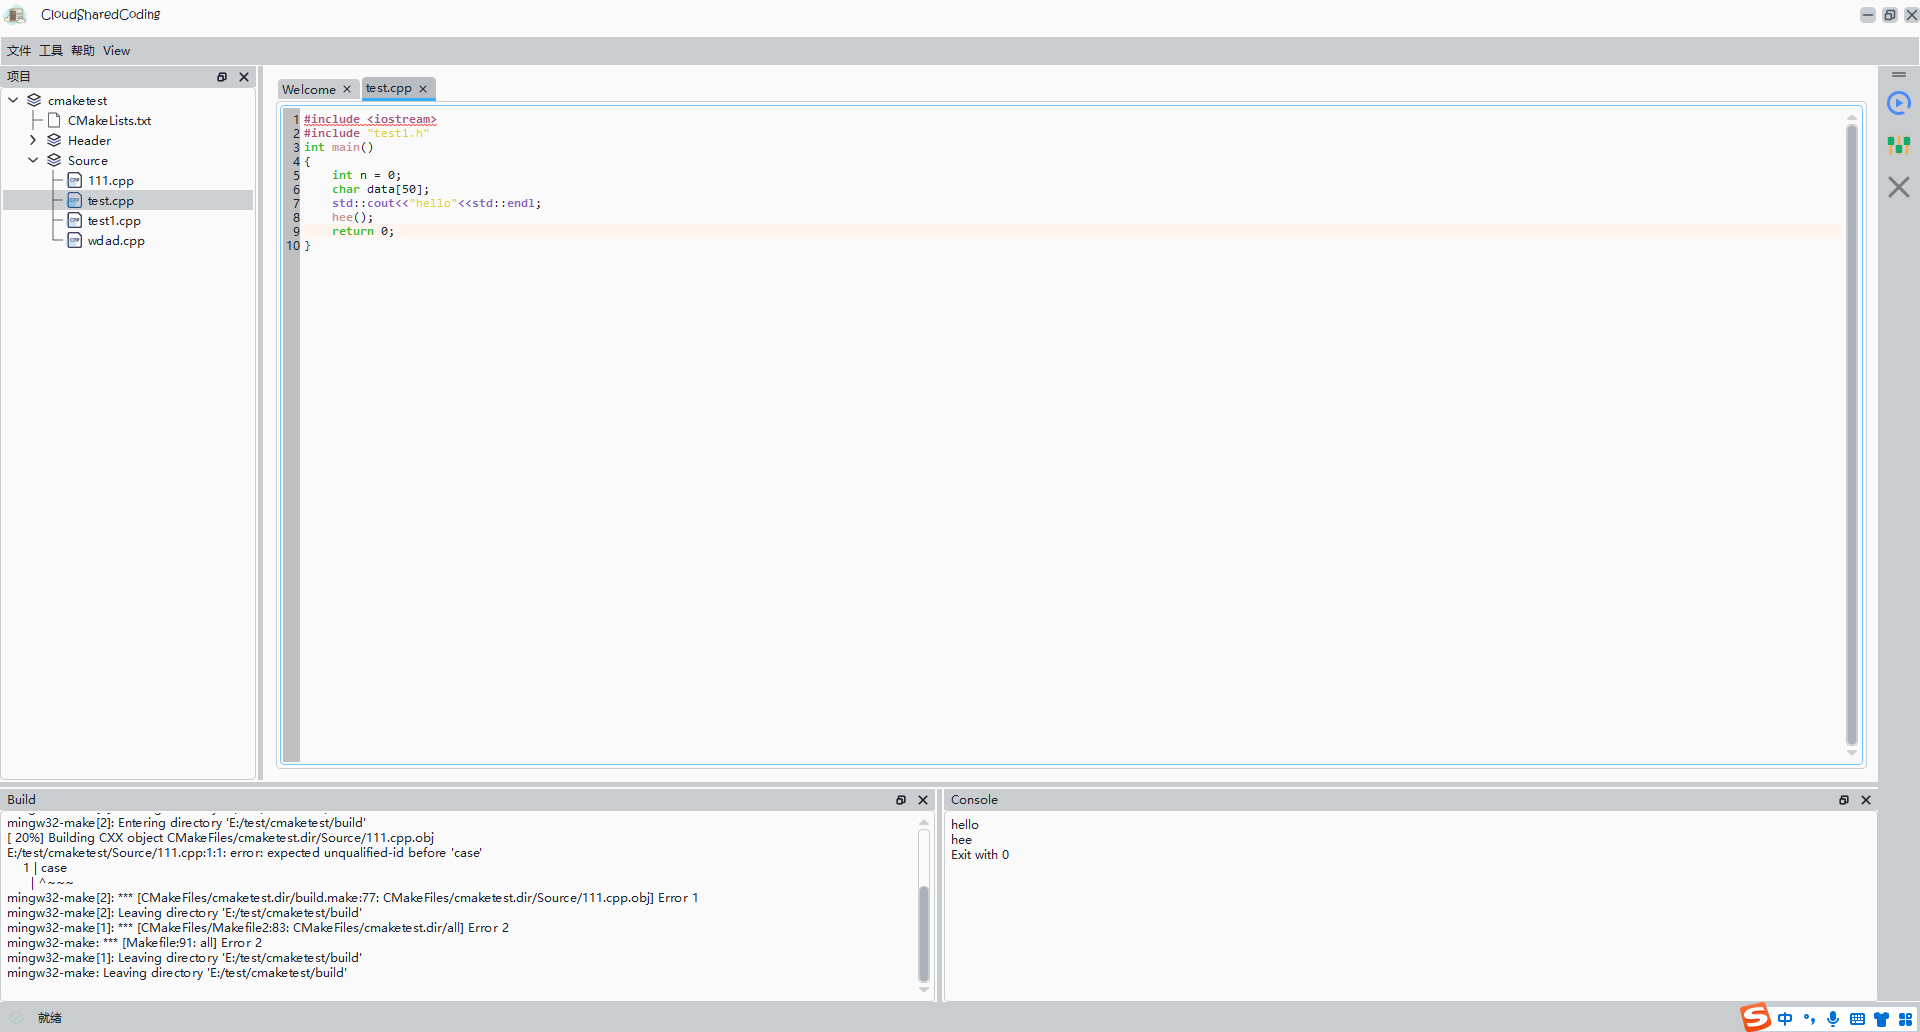 CloudSharedCoding
文件 工具 帮助 View
项目
cmaketest
CMakeLists.txt
Header
Source
111.cpp
test.cpp
test1.cpp
wdad.cpp
Welcome
test.cpp
1 #include <iostream>
2 #include "test1.h"
3 int main()
4 {
5     int n = 0;
6     char data[50];
7     std::cout<<"hello"<<std::endl;
8     hee();
9     return 0;
10 }
Build
mingw32-make[2]: Entering directory 'E:/test/cmaketest/build'
[ 20%] Building CXX object CMakeFiles/cmaketest.dir/Source/111.cpp.obj
E:/test/cmaketest/Source/111.cpp:1:1: error: expected unqualified-id before 'case'
1 | case
| ^~~~
mingw32-make[2]: *** [CMakeFiles/cmaketest.dir/build.make:77: CMakeFiles/cmaketest.dir/Source/111.cpp.obj] Error 1
mingw32-make[2]: Leaving directory 'E:/test/cmaketest/build'
mingw32-make[1]: *** [CMakeFiles/Makefile2:83: CMakeFiles/cmaketest.dir/all] Error 2
mingw32-make: *** [Makefile:91: all] Error 2
mingw32-make[1]: Leaving directory 'E:/test/cmaketest/build'
mingw32-make: Leaving directory 'E:/test/cmaketest/build'
Console
hello
hee
Exit with 0
就绪
中